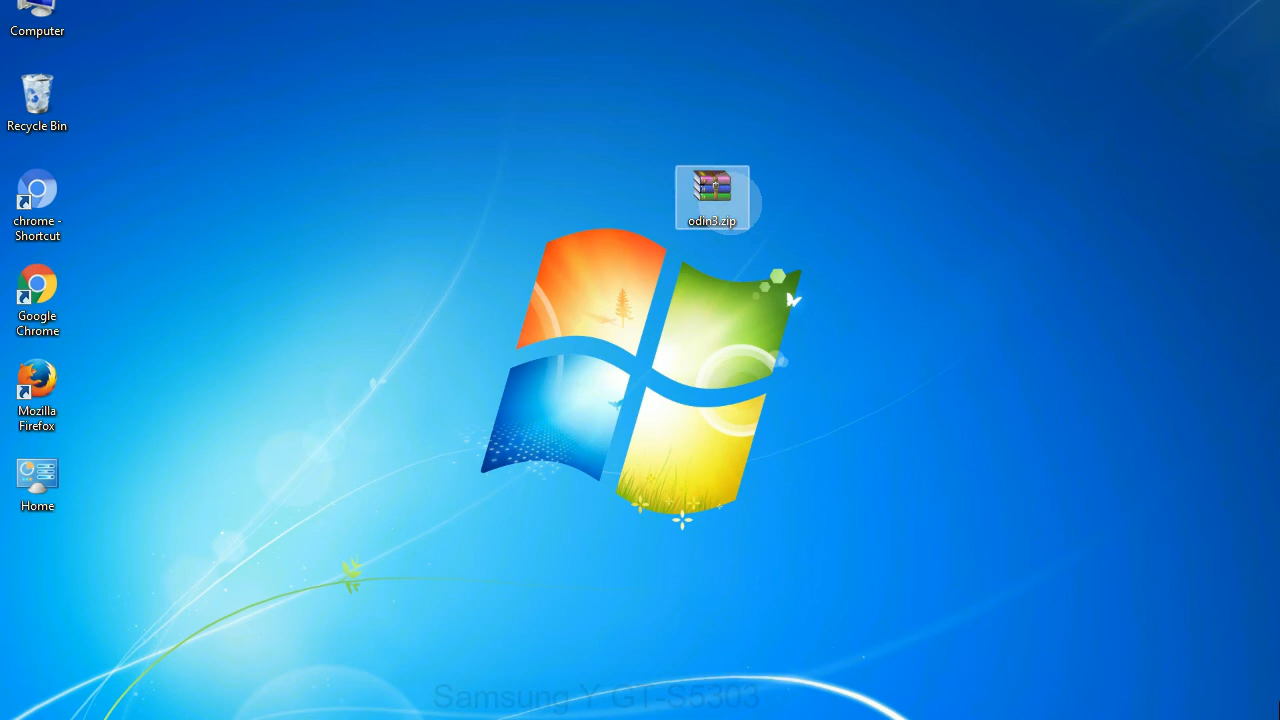 Computer
Recycle Bin
chrome -
Shortcut
Google
Chrome
Mozilla
Firefox
Home
odin3.zip
Samsung Y GT-S5303